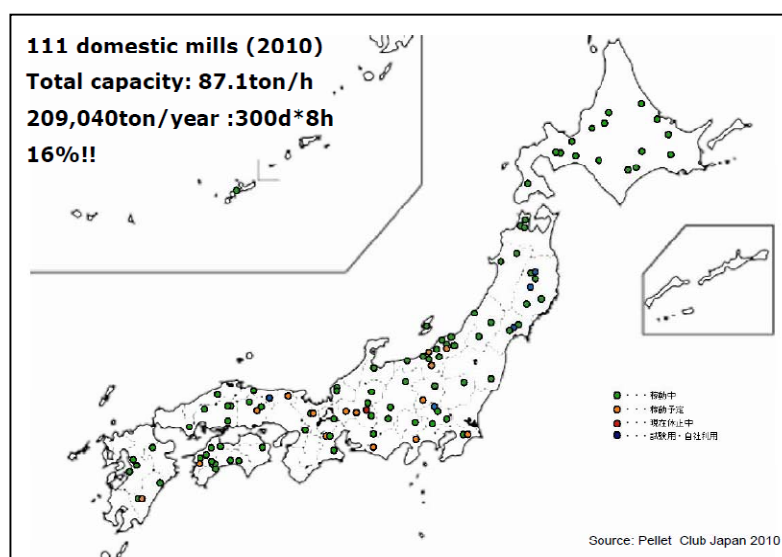 111 domestic mills (2010)
Total capacity: 87.1ton/h
209,040ton/year :300d*8h
16%!!
・・・稼動中
・・・稼動予定
・・・現在休止中
・・・試験用・自社利用
Source: Pellet Club Japan 2010